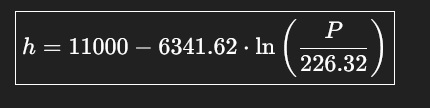 h = 11000 − 6341.62 · ln (P / 226.32)